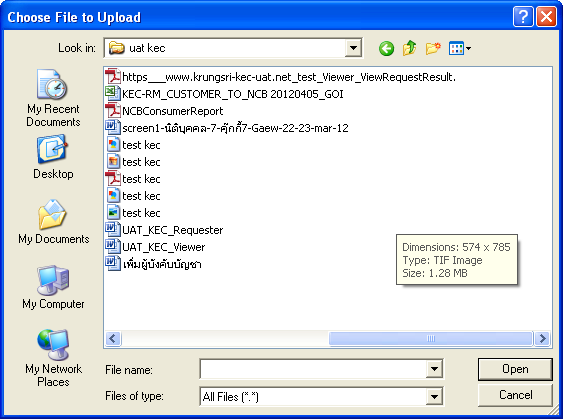 Choose File to Upload
Look in:
uat kec
My Recent
Documents
Desktop
My Documents
My Computer
My Network
Places
https___www.krungsri-kec-uat.net_test_Viewer_ViewRequestResult.
KEC-RM_CUSTOMER_TO_NCB 20120405_GOI
NCBConsumerReport
screen1-นิติบุคคล-7-คุ๊กกี้7-Gaew-22-23-mar-12
test kec
test kec
test kec
test kec
test kec
UAT_KEC_Requester
UAT_KEC_Viewer
เพิ่มผู้บังคับบัญชา
Dimensions: 574 x 785
Type: TIF Image
Size: 1.28 MB
File name:
Open
Files of type:
All Files (*.*)
Cancel